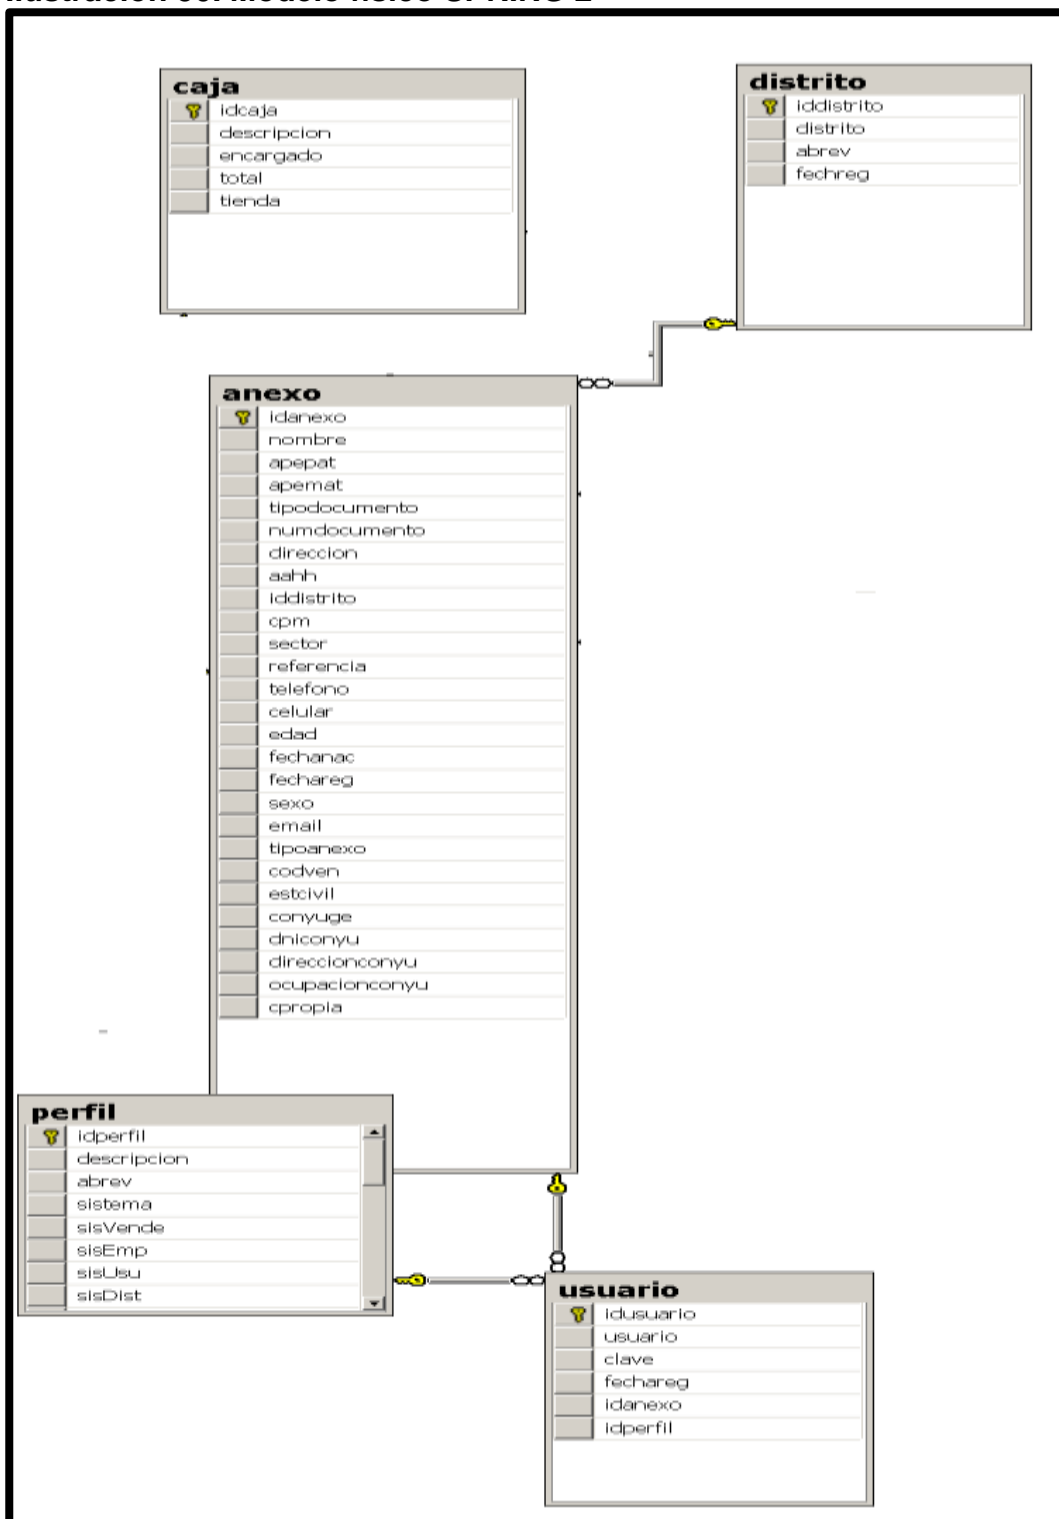 caja
idcaja
descripcion
encargado
total
tienda
distrito
iddistrito
distrito
abrev
fechreg
anexo
idanexo
nombre
apepat
apemat
tipodocumento
numdocumento
direccion
aahh
iddistrito
cpm
sector
referencia
telefono
celular
edad
fechanac
fechareg
sexo
email
tipoanexo
codven
estcivil
conyuge
dniconyu
direccionconyu
ocupacionconyu
cpropia
perfil
idperfil
descripcion
abrev
sistema
sisVende
sisEmp
sisUsu
sisDist
usuario
idusuario
usuario
clave
fechareg
idanexo
idperfil